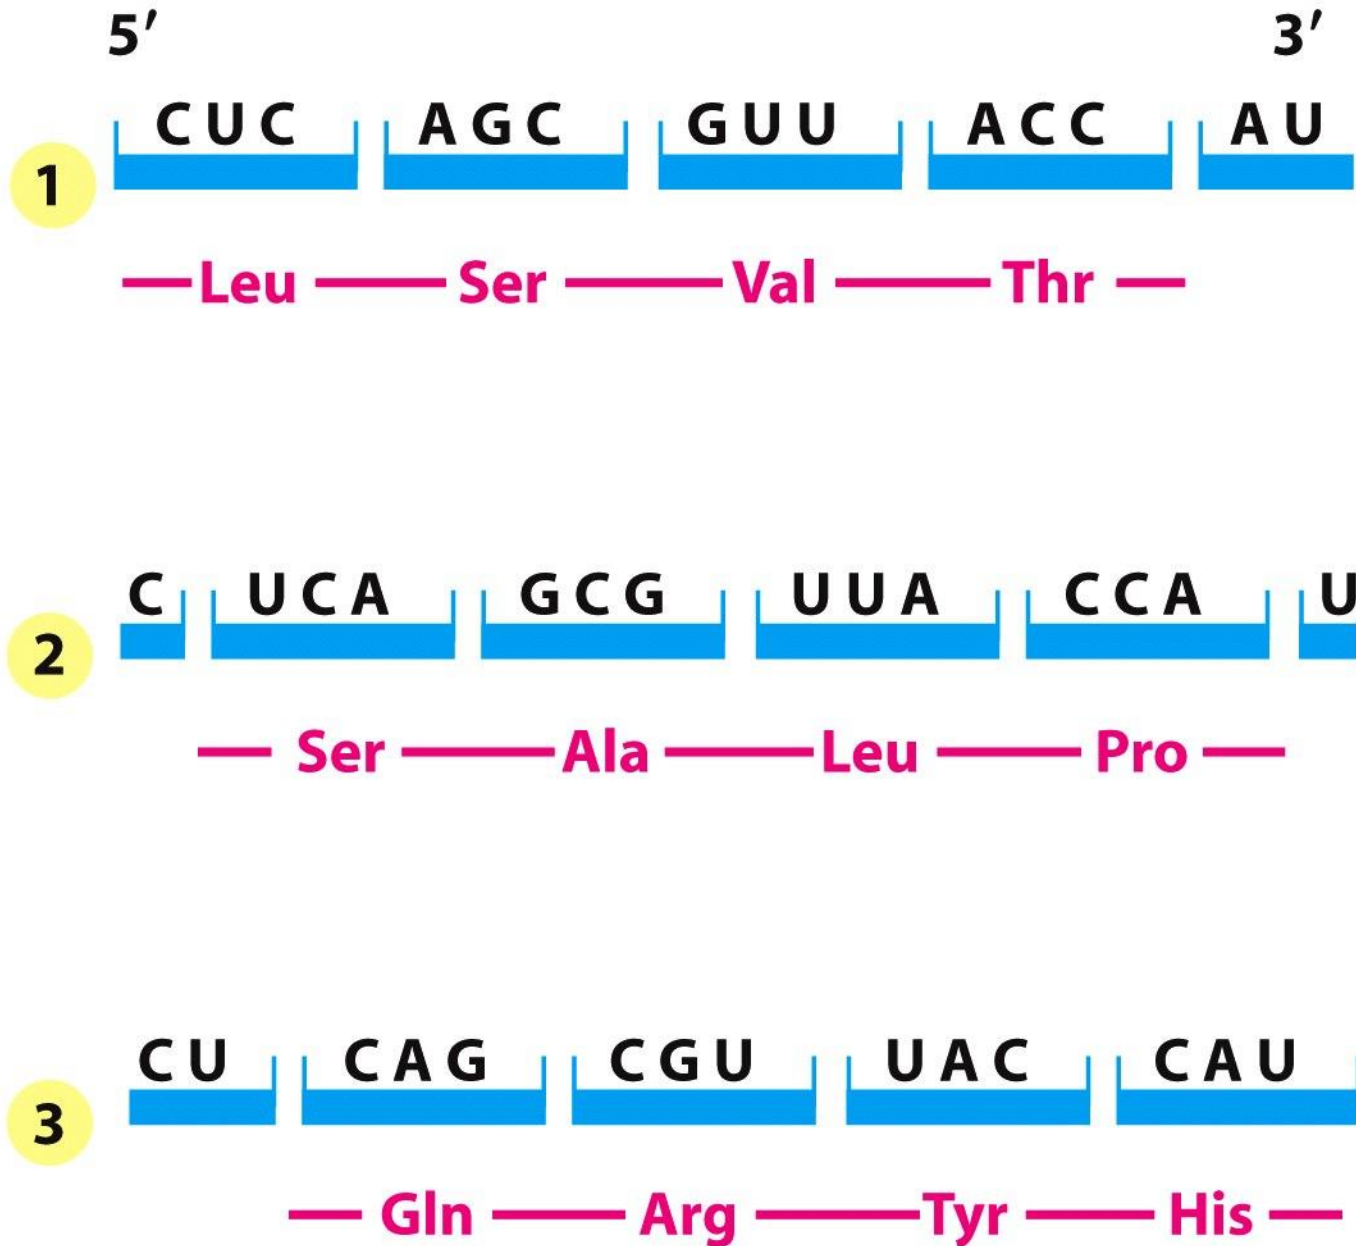 5′ 3′
CUC AGC GUU ACC AU
1
Leu Ser Val Thr
C UCA GCG UUA CCA U
2
Ser Ala Leu Pro
CU CAG CGU UAC CAU
3
Gln Arg Tyr His